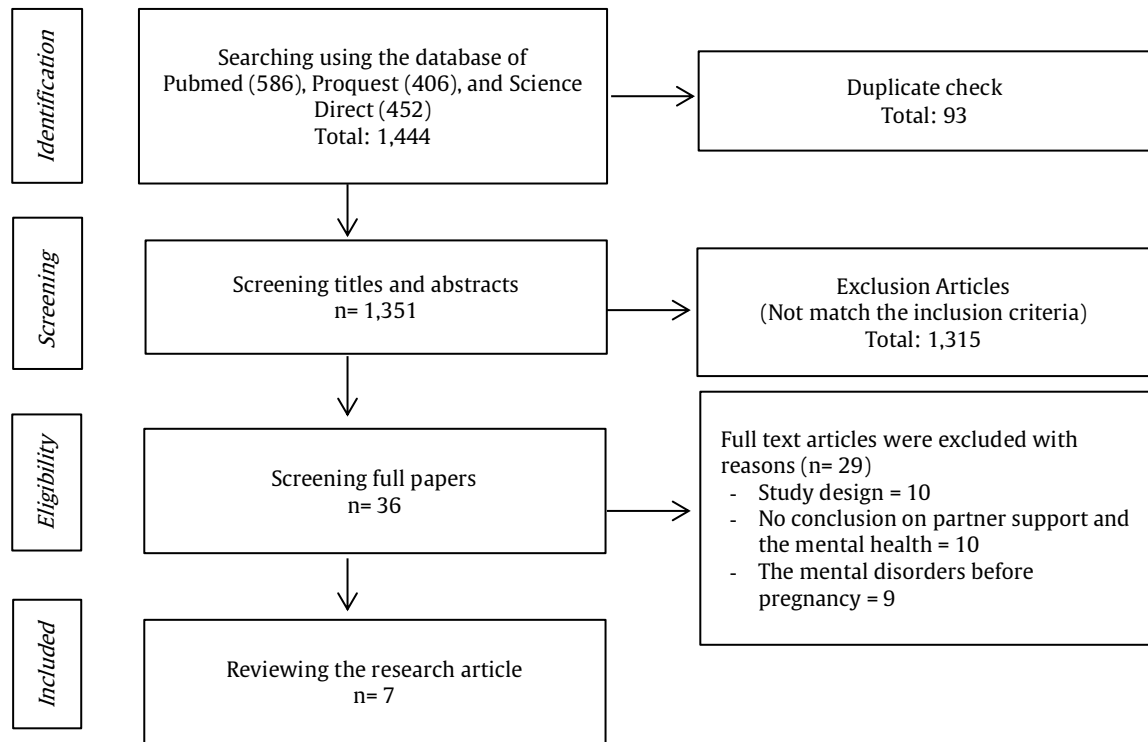 Identification
Searching using the database of
Pubmed (586), Proquest (406), and Science
Direct (452)
Total: 1,444
Duplicate check
Total: 93
Screening
Screening titles and abstracts
n= 1,351
Exclusion Articles
(Not match the inclusion criteria)
Total: 1,315
Eligibility
Screening full papers
n= 36
Full text articles were excluded with
reasons (n= 29)
- Study design = 10
- No conclusion on partner support and
the mental health = 10
- The mental disorders before
pregnancy = 9
Included
Reviewing the research article
n= 7